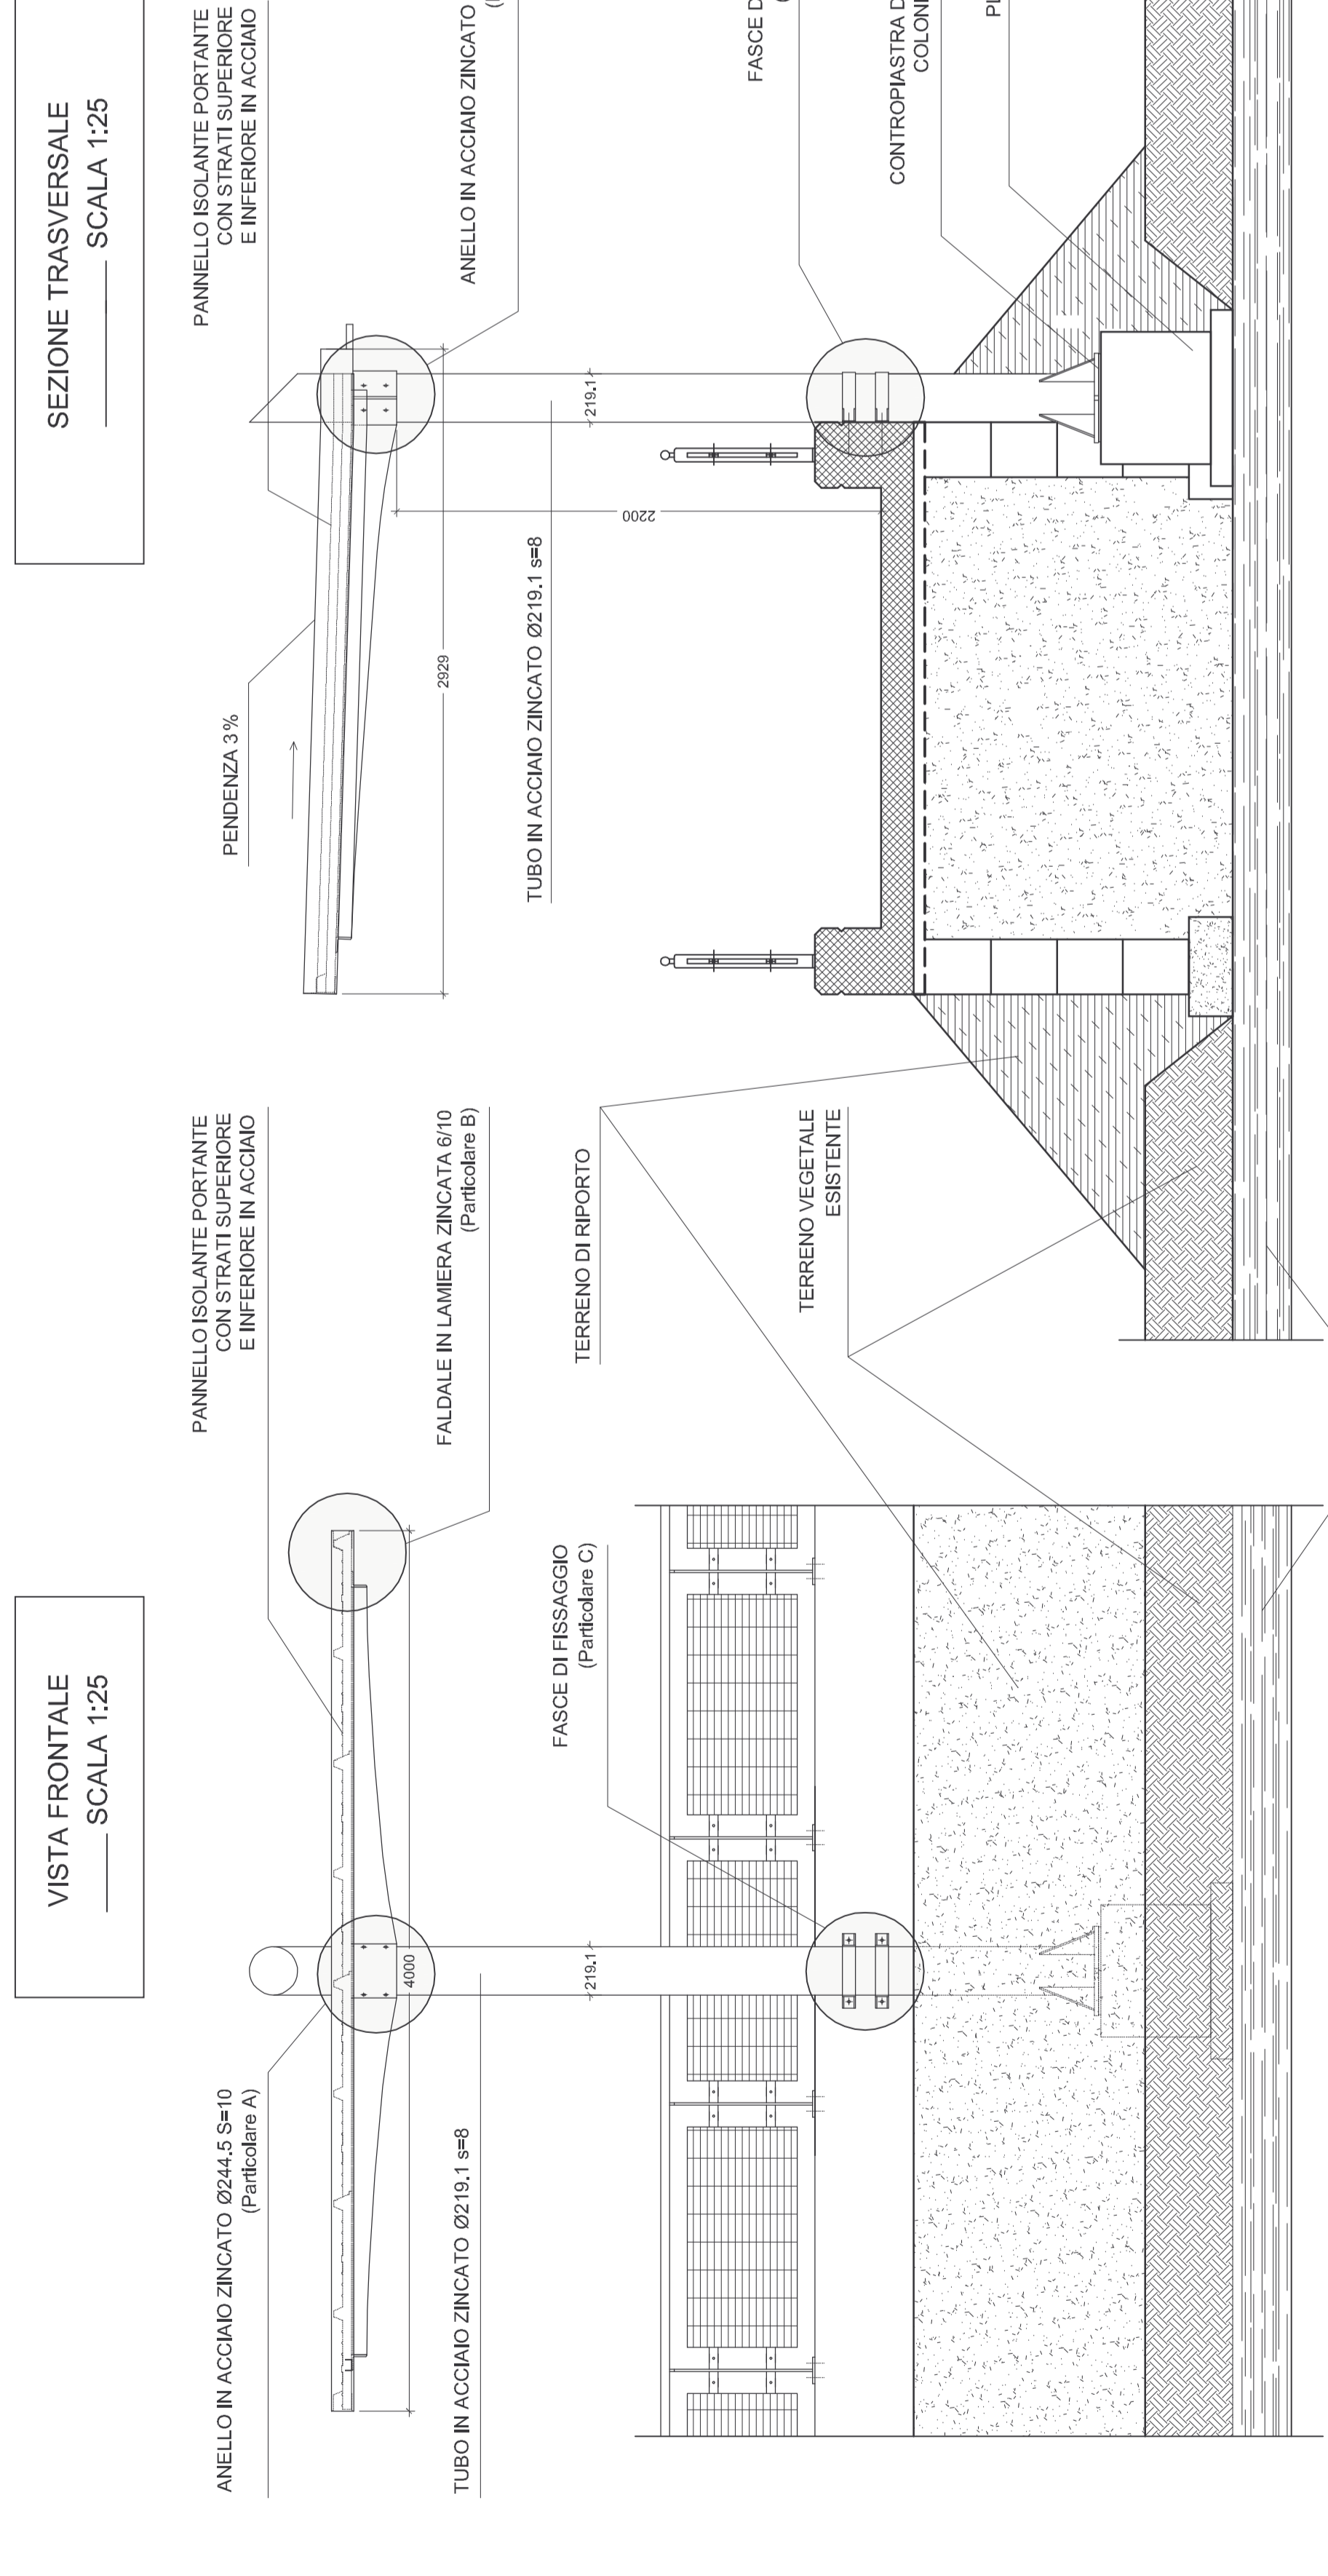 VISTA FRONTALE
SCALA 1:25
ANELLO IN ACCIAIO ZINCATO Ø244.5 S=10
(Particolare A)
PANNELLO ISOLANTE PORTANTE
CON STRATI SUPERIORE
E INFERIORE IN ACCIAIO
4000
FALDALE IN LAMIERA ZINCATA 6/10
(Particolare B)
TUBO IN ACCIAIO ZINCATO Ø219.1 s=8
219.1
FASCE DI FISSAGGIO
(Particolare C)
TERRENO DI RIPORTO
TERRENO VEGETALE
ESISTENTE
SEZIONE TRASVERSALE
SCALA 1:25
PENDENZA 3%
PANNELLO ISOLANTE PORTANTE
CON STRATI SUPERIORE
E INFERIORE IN ACCIAIO
2929
ANELLO IN ACCIAIO ZINCATO
TUBO IN ACCIAIO ZINCATO Ø219.1 s=8
219.1
2200
FASCE D
CONTROPIASTRA D
COLON